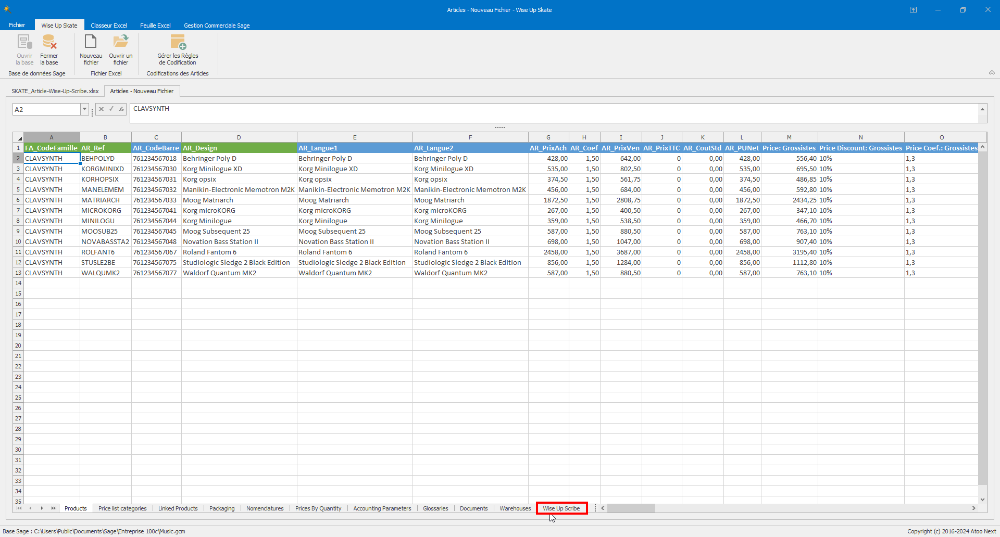 Articles - Nouveau Fichier - Wise Up Skate
Fichier Wise Up Skate Classeur Excel Feuille Excel Gestion Commerciale Sage
Ouvrir la base
Fermer la base
Base de données Sage
Nouveau fichier
Ouvrir un fichier
Fichier Excel
Gérer les Règles de Codification
Codifications des Articles
SKATE_Article-Wise-Up-Scribe.xlsx Articles - Nouveau Fichier
A2 fx CLAVSYNTH
A B C D E F G H I J K L M N O
1 FA_CodeFamille AR_Ref AR_CodeBarre AR_Design AR_Langue1 AR_Langue2 AR_PrixAch AR_Coef AR_PrixVen AR_PrixTTC AR_CoutStd AR_PUNet Price: Grossistes Price Discount: Grossistes Price Coef.: Grossistes
2 CLAVSYNTH BEHPOLYD 761234567018 Behringer Poly D Behringer Poly D Behringer Poly D 428,00 1,50 642,00 0 0,00 428,00 556,40 10% 1,3
3 CLAVSYNTH KORGMINIXD 761234567030 Korg Minilogue XD Korg Minilogue XD Korg Minilogue XD 535,00 1,50 802,50 0 0,00 535,00 695,50 10% 1,3
4 CLAVSYNTH KORHOPSIX 761234567031 Korg opsix Korg opsix Korg opsix 374,50 1,50 561,75 0 0,00 374,50 486,85 10% 1,3
5 CLAVSYNTH MANELEMEM 761234567032 Manikin-Electronic Memotron M2K Manikin-Electronic Memotron M2K Manikin-Electronic Memotron M2K 456,00 1,50 684,00 0 0,00 456,00 592,80 10% 1,3
6 CLAVSYNTH MATRIARCH 761234567033 Moog Matriarch Moog Matriarch Moog Matriarch 1872,50 1,50 2808,75 0 0,00 1872,50 2434,25 10% 1,3
7 CLAVSYNTH MICROKORG 761234567041 Korg microKORG Korg microKORG Korg microKORG 267,00 1,50 400,50 0 0,00 267,00 347,10 10% 1,3
8 CLAVSYNTH MINILOGU 761234567044 Korg Minilogue Korg Minilogue Korg Minilogue 359,00 1,50 538,50 0 0,00 359,00 466,70 10% 1,3
9 CLAVSYNTH MOOSUB25 761234567045 Moog Subsequent 25 Moog Subsequent 25 Moog Subsequent 25 587,00 1,50 880,50 0 0,00 587,00 763,10 10% 1,3
10 CLAVSYNTH NOVABASSTA2 761234567048 Novation Bass Station II Novation Bass Station II Novation Bass Station II 698,00 1,50 1047,00 0 0,00 698,00 907,40 10% 1,3
11 CLAVSYNTH ROLFANT6 761234567067 Roland Fantom 6 Roland Fantom 6 Roland Fantom 6 2458,00 1,50 3687,00 0 0,00 2458,00 3195,40 10% 1,3
12 CLAVSYNTH STUSLE2BE 761234567075 Studiologic Sledge 2 Black Edition Studiologic Sledge 2 Black Edition Studiologic Sledge 2 Black Edition 856,00 1,50 1284,00 0 0,00 856,00 1112,80 10% 1,3
13 CLAVSYNTH WALQUMK2 761234567077 Waldorf Quantum MK2 Waldorf Quantum MK2 Waldorf Quantum MK2 587,00 1,50 880,50 0 0,00 587,00 763,10 10% 1,3
14
15
16
17
18
19
20
21
22
23
24
25
26
27
28
29
30
31
32
33
34
35
Products Price list categories Linked Products Packaging Nomenclatures Prices By Quantity Accounting Parameters Glossaries Documents Warehouses Wise Up Scribe
Base Sage : C:\Users\Public\Documents\Sage\Entreprise 100c\Music.gcm Copyright (c) 2016-2024 Atoo Next